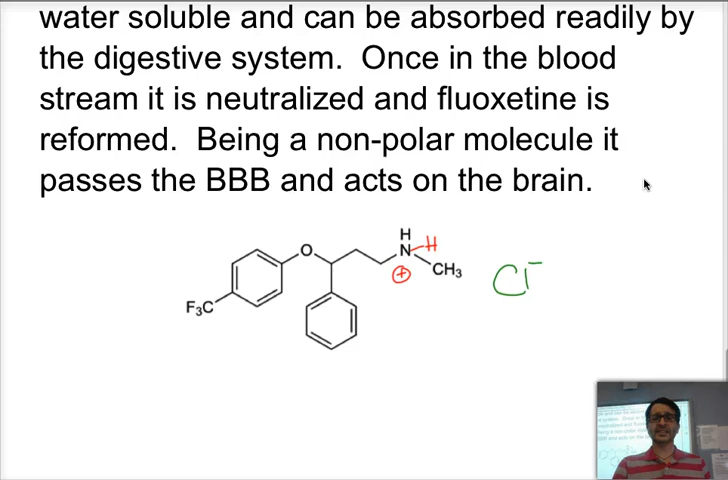 water soluble and can be absorbed readily by
the digestive system.  Once in the blood
stream it is neutralized and fluoxetine is
reformed.  Being a non-polar molecule it
passes the BBB and acts on the brain.
H
O N-H
+ CH₃ Cl⁻
F₃C